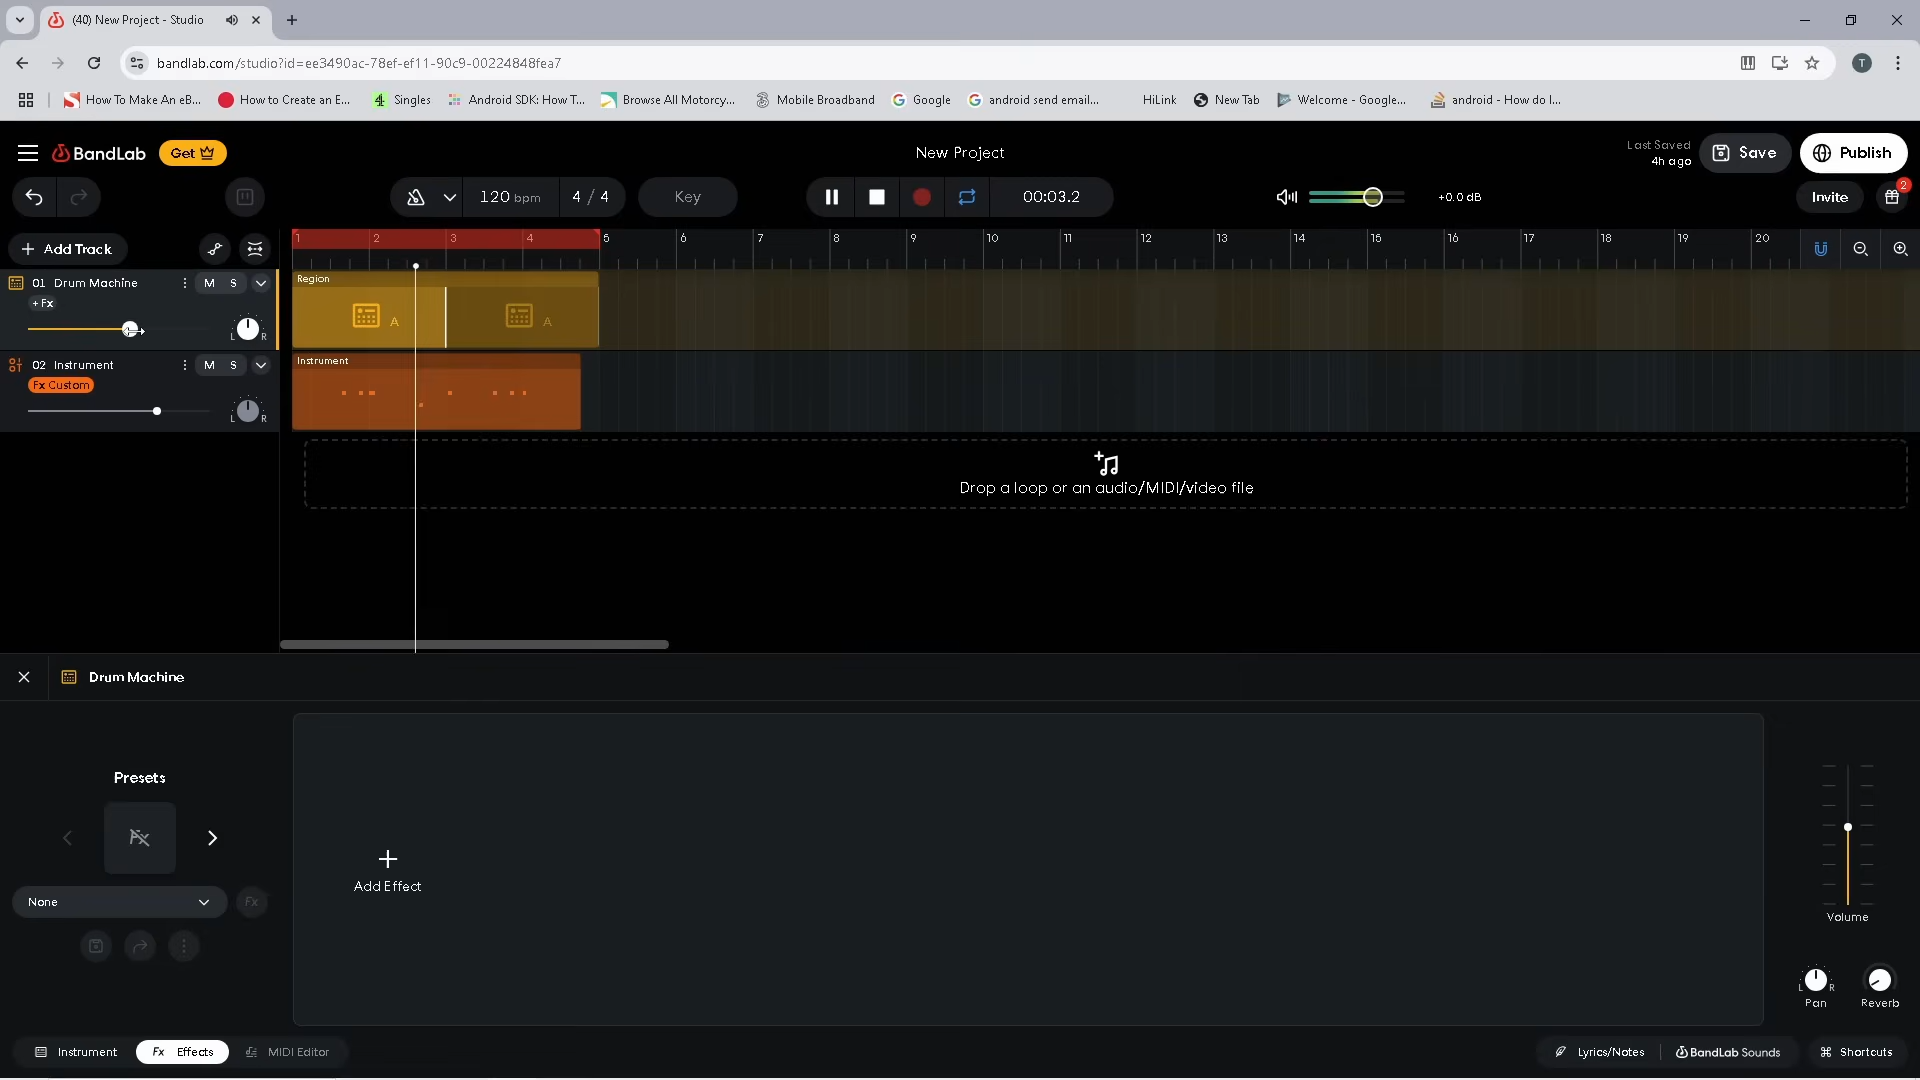 (40) New Project - Studio
bandlab.com/studio?id=ee3490ac-78ef-ef11-90c9-00224848fea7
T
How To Make An eB...
How to Create an E...
Singles
Android SDK: How T...
Browse All Motorcy...
Mobile Broadband
Google
android send email...
HiLink
New Tab
Welcome - Google...
android - How do I...
BandLab
Get
New Project
Last Saved
4h ago
Save
Publish
120 bpm
4 / 4
Key
00:03.2
+0.0 dB
Invite
2
+ Add Track
1 2 3 4 5 6 7 8 9 10 11 12 13 14 15 16 17 18 19 20
01 Drum Machine
M S
+ Fx
L R
Region
A A
02 Instrument
M S
Fx Custom
L R
Instrument
Drop a loop or an audio/MIDI/video file
Drum Machine
Presets
Fx
None
Fx
Add Effect
Volume
L R
Pan
Reverb
Instrument
Fx Effects
MIDI Editor
Lyrics/Notes
BandLab Sounds
Shortcuts